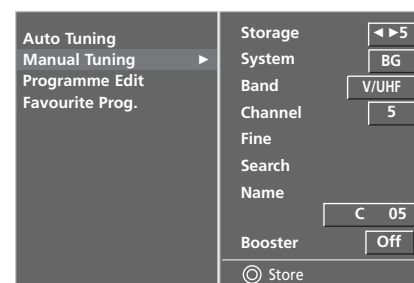 Auto Tuning
Manual Tuning ►
Programme Edit
Favourite Prog.
Storage ◄ ►5
System BG
Band V/UHF
Channel 5
Fine
Search
Name
C 05
Booster Off
Store